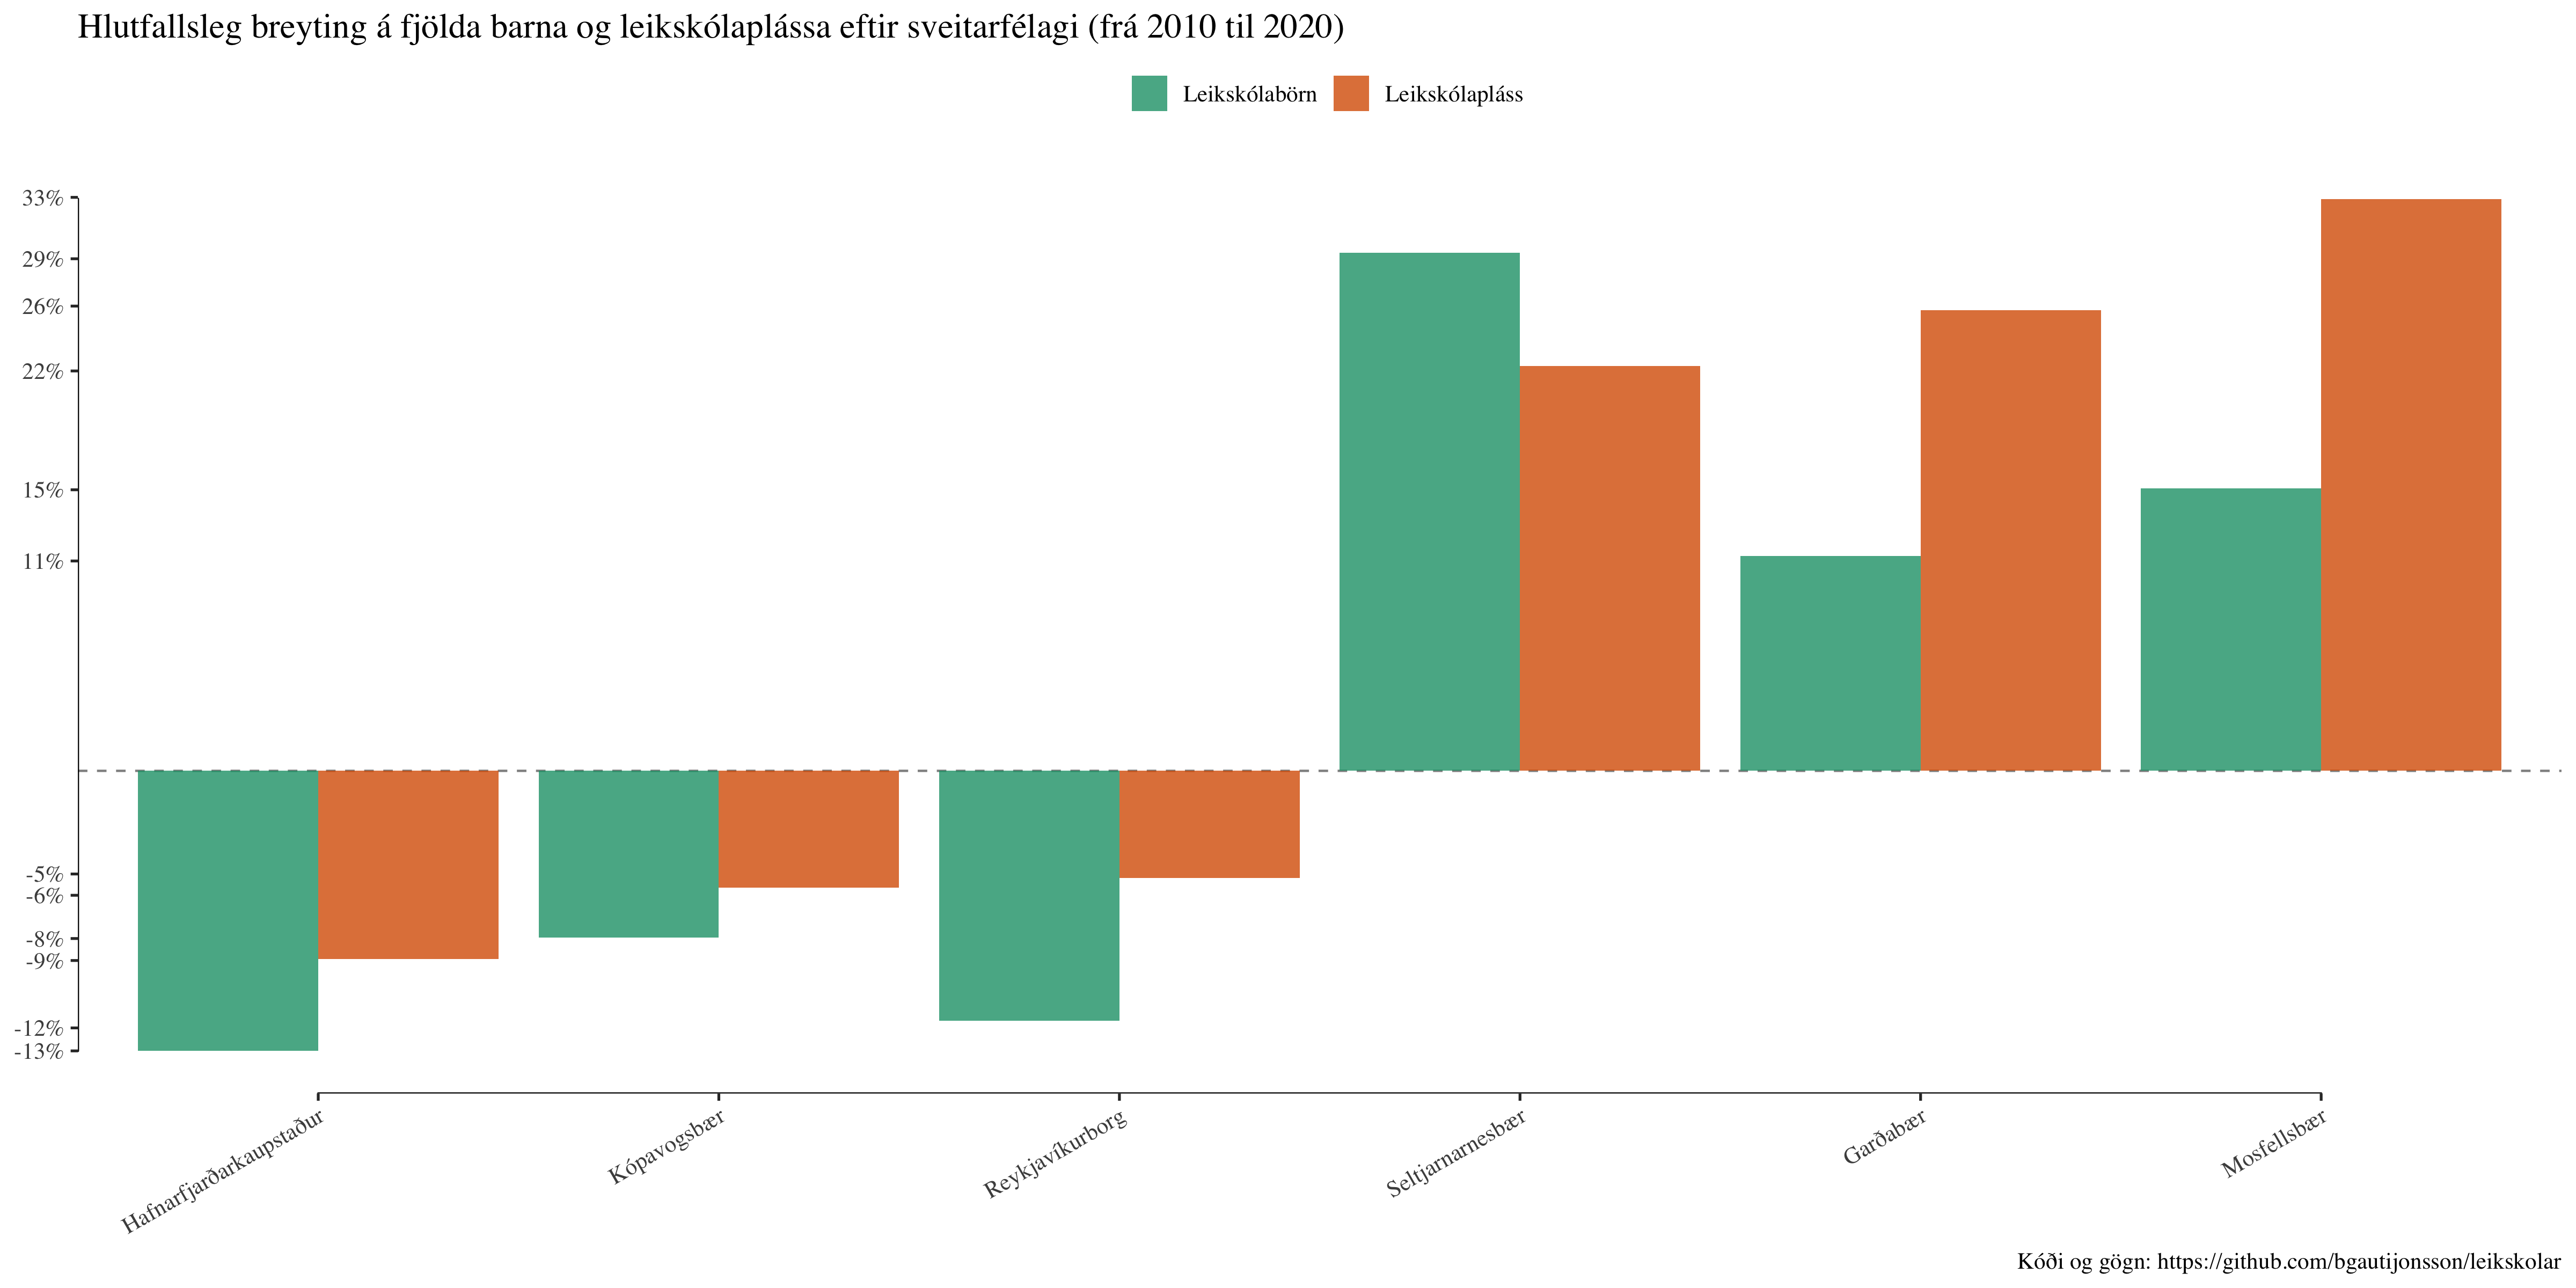 Hlutfallsleg breyting á fjölda barna og leikskólaplássa eftir sveitarfélagi (frá 2010 til 2020)
Leikskólabörn Leikskólapláss
33%
29%
26%
22%
15%
11%
-5%
-6%
-8%
-9%
-12%
-13%
Hafnarfjarðarkaupstaður
Kópavogsbær
Reykjavíkurborg
Seltjarnarnesbær
Garðabær
Mosfellsbær
Kóði og gögn: https://github.com/bgautijonsson/leikskolar